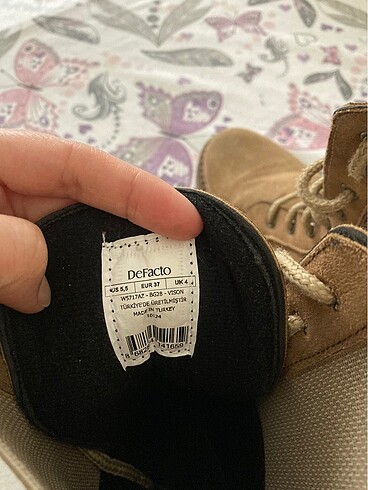 DeFacto
US 5,5 EUR 37 UK 4
W5717AZ - BG28 - VISON
TÜRKİYE'DE ÜRETİLMİŞTİR
MADE IN TURKEY